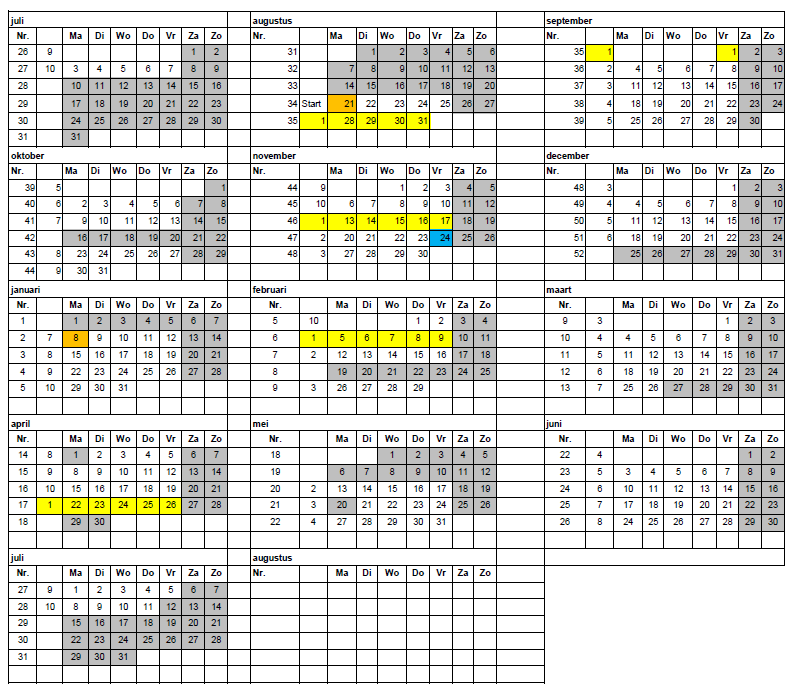 juli augustus september
Nr. Ma Di Wo Do Vr Za Zo Nr. Ma Di Wo Do Vr Za Zo Nr. Ma Di Wo Do Vr Za Zo
26 9 1 2 31 1 2 3 4 5 6 35 1 1 2 3
27 10 3 4 5 6 7 8 9 32 7 8 9 10 11 12 13 36 2 4 5 6 7 8 9 10
28 10 11 12 13 14 15 16 33 14 15 16 17 18 19 20 37 3 11 12 13 14 15 16 17
29 17 18 19 20 21 22 23 34 Start 21 22 23 24 25 26 27 38 4 18 19 20 21 22 23 24
30 24 25 26 27 28 29 30 35 1 28 29 30 31 39 5 25 26 27 28 29 30
31 31
oktober november december
Nr. Ma Di Wo Do Vr Za Zo Nr. Ma Di Wo Do Vr Za Zo Nr. Ma Di Wo Do Vr Za Zo
39 5 1 44 9 1 2 3 4 5 48 3 1 2 3
40 6 2 3 4 5 6 7 8 45 10 6 7 8 9 10 11 12 49 4 4 5 6 7 8 9 10
41 7 9 10 11 12 13 14 15 46 1 13 14 15 16 17 18 19 50 5 11 12 13 14 15 16 17
42 16 17 18 19 20 21 22 47 2 20 21 22 23 24 25 26 51 6 18 19 20 21 22 23 24
43 8 23 24 25 26 27 28 29 48 3 27 28 29 30 52 25 26 27 28 29 30 31
44 9 30 31
januari februari maart
Nr. Ma Di Wo Do Vr Za Zo Nr. Ma Di Wo Do Vr Za Zo Nr. Ma Di Wo Do Vr Za Zo
1 1 2 3 4 5 6 7 5 10 1 2 3 4 9 3 1 2 3
2 7 8 9 10 11 12 13 14 6 1 5 6 7 8 9 10 11 10 4 4 5 6 7 8 9 10
3 8 15 16 17 18 19 20 21 7 2 12 13 14 15 16 17 18 11 5 11 12 13 14 15 16 17
4 9 22 23 24 25 26 27 28 8 19 20 21 22 23 24 25 12 6 18 19 20 21 22 23 24
5 10 29 30 31 9 3 26 27 28 29 13 7 25 26 27 28 29 30 31
april mei juni
Nr. Ma Di Wo Do Vr Za Zo Nr. Ma Di Wo Do Vr Za Zo Nr. Ma Di Wo Do Vr Za Zo
14 8 1 2 3 4 5 6 7 18 1 2 3 4 5 22 4 1 2
15 9 8 9 10 11 12 13 14 19 6 7 8 9 10 11 12 23 5 3 4 5 6 7 8 9
16 10 15 16 17 18 19 20 21 20 2 13 14 15 16 17 18 19 24 6 10 11 12 13 14 15 16
17 1 22 23 24 25 26 27 28 21 3 20 21 22 23 24 25 26 25 7 17 18 19 20 21 22 23
18 29 30 22 4 27 28 29 30 31 26 8 24 25 26 27 28 29 30
juli augustus
Nr. Ma Di Wo Do Vr Za Zo Nr. Ma Di Wo Do Vr Za Zo
27 9 1 2 3 4 5 6 7
28 10 8 9 10 11 12 13 14
29 15 16 17 18 19 20 21
30 22 23 24 25 26 27 28
31 29 30 31